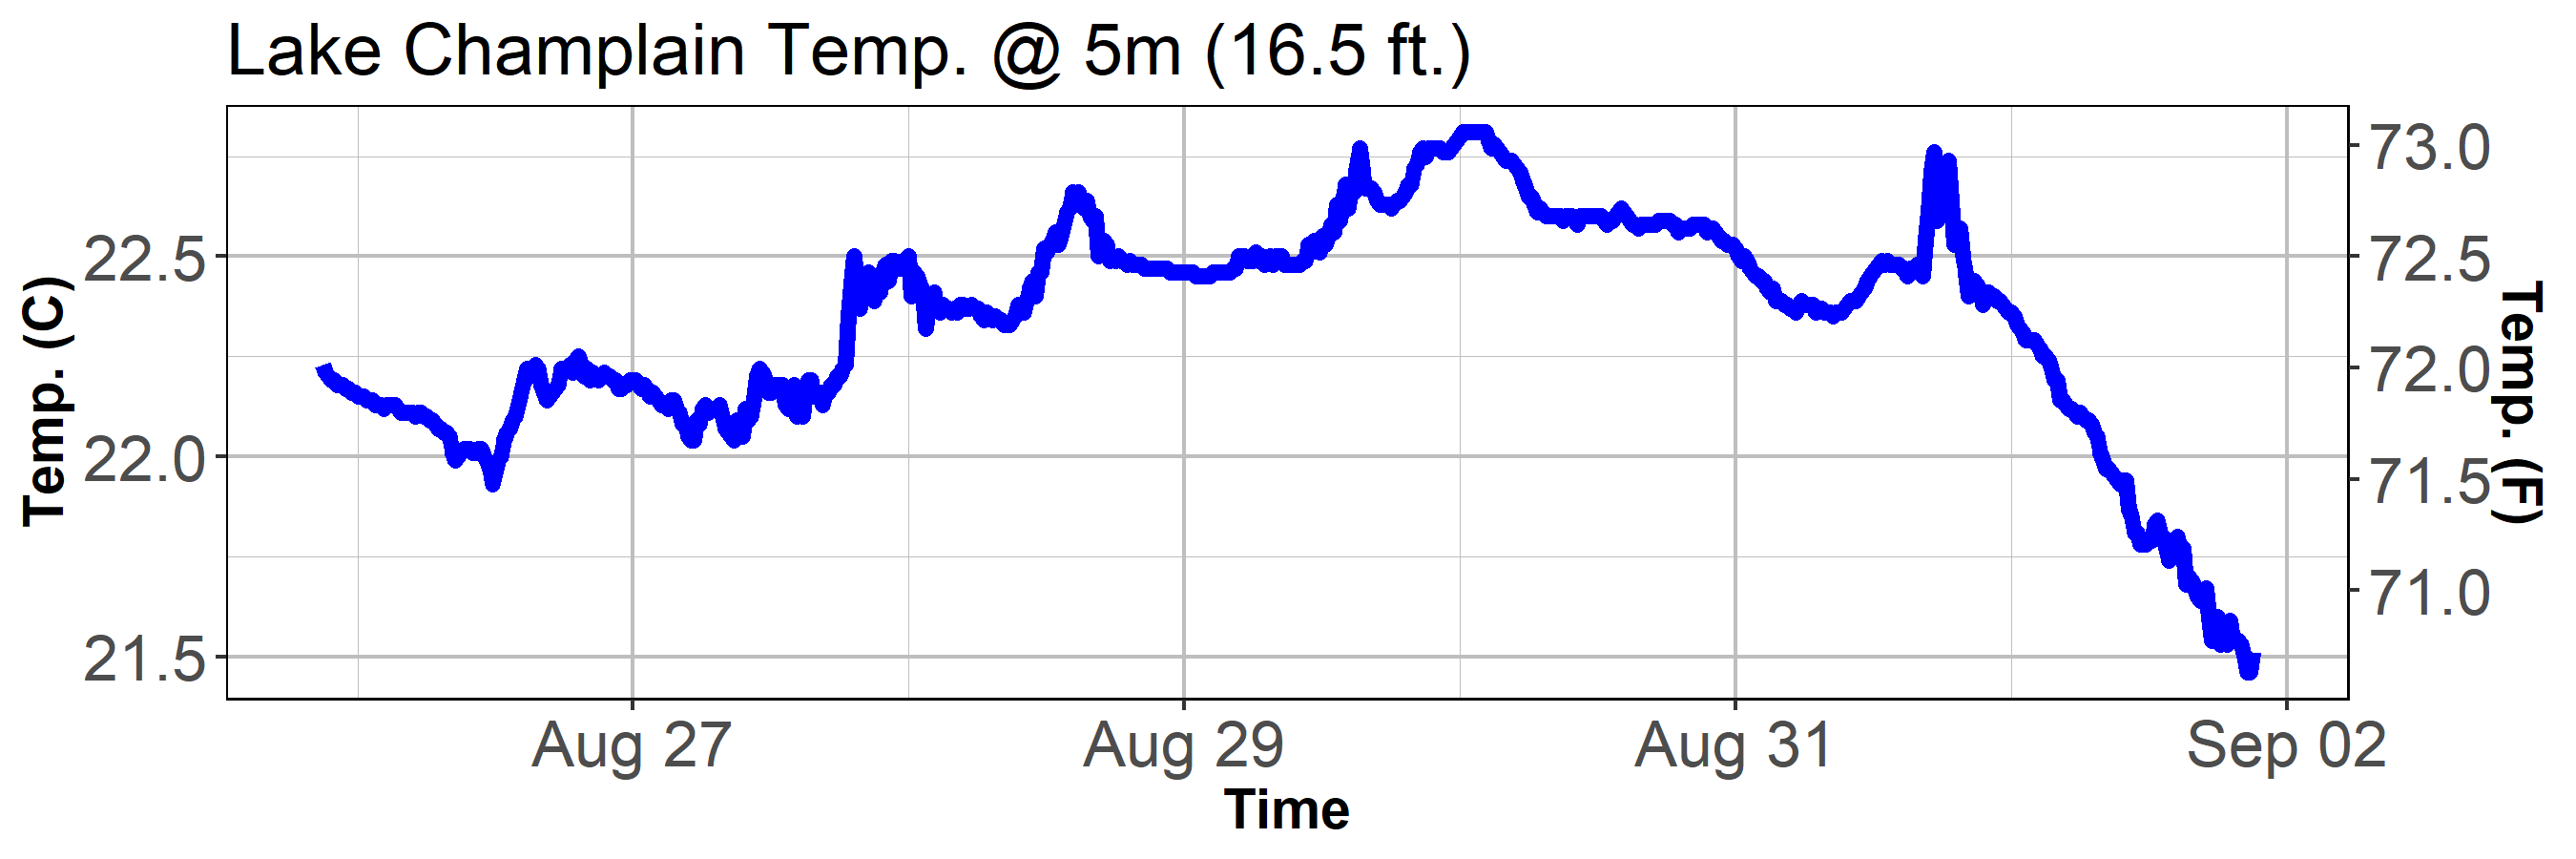 Lake Champlain Temp. @ 5m (16.5 ft.)
Temp. (C)
22.5
22.0
21.5
73.0
72.5
72.0
71.5
71.0
Temp. (F)
Aug 27 Aug 29 Aug 31 Sep 02
Time